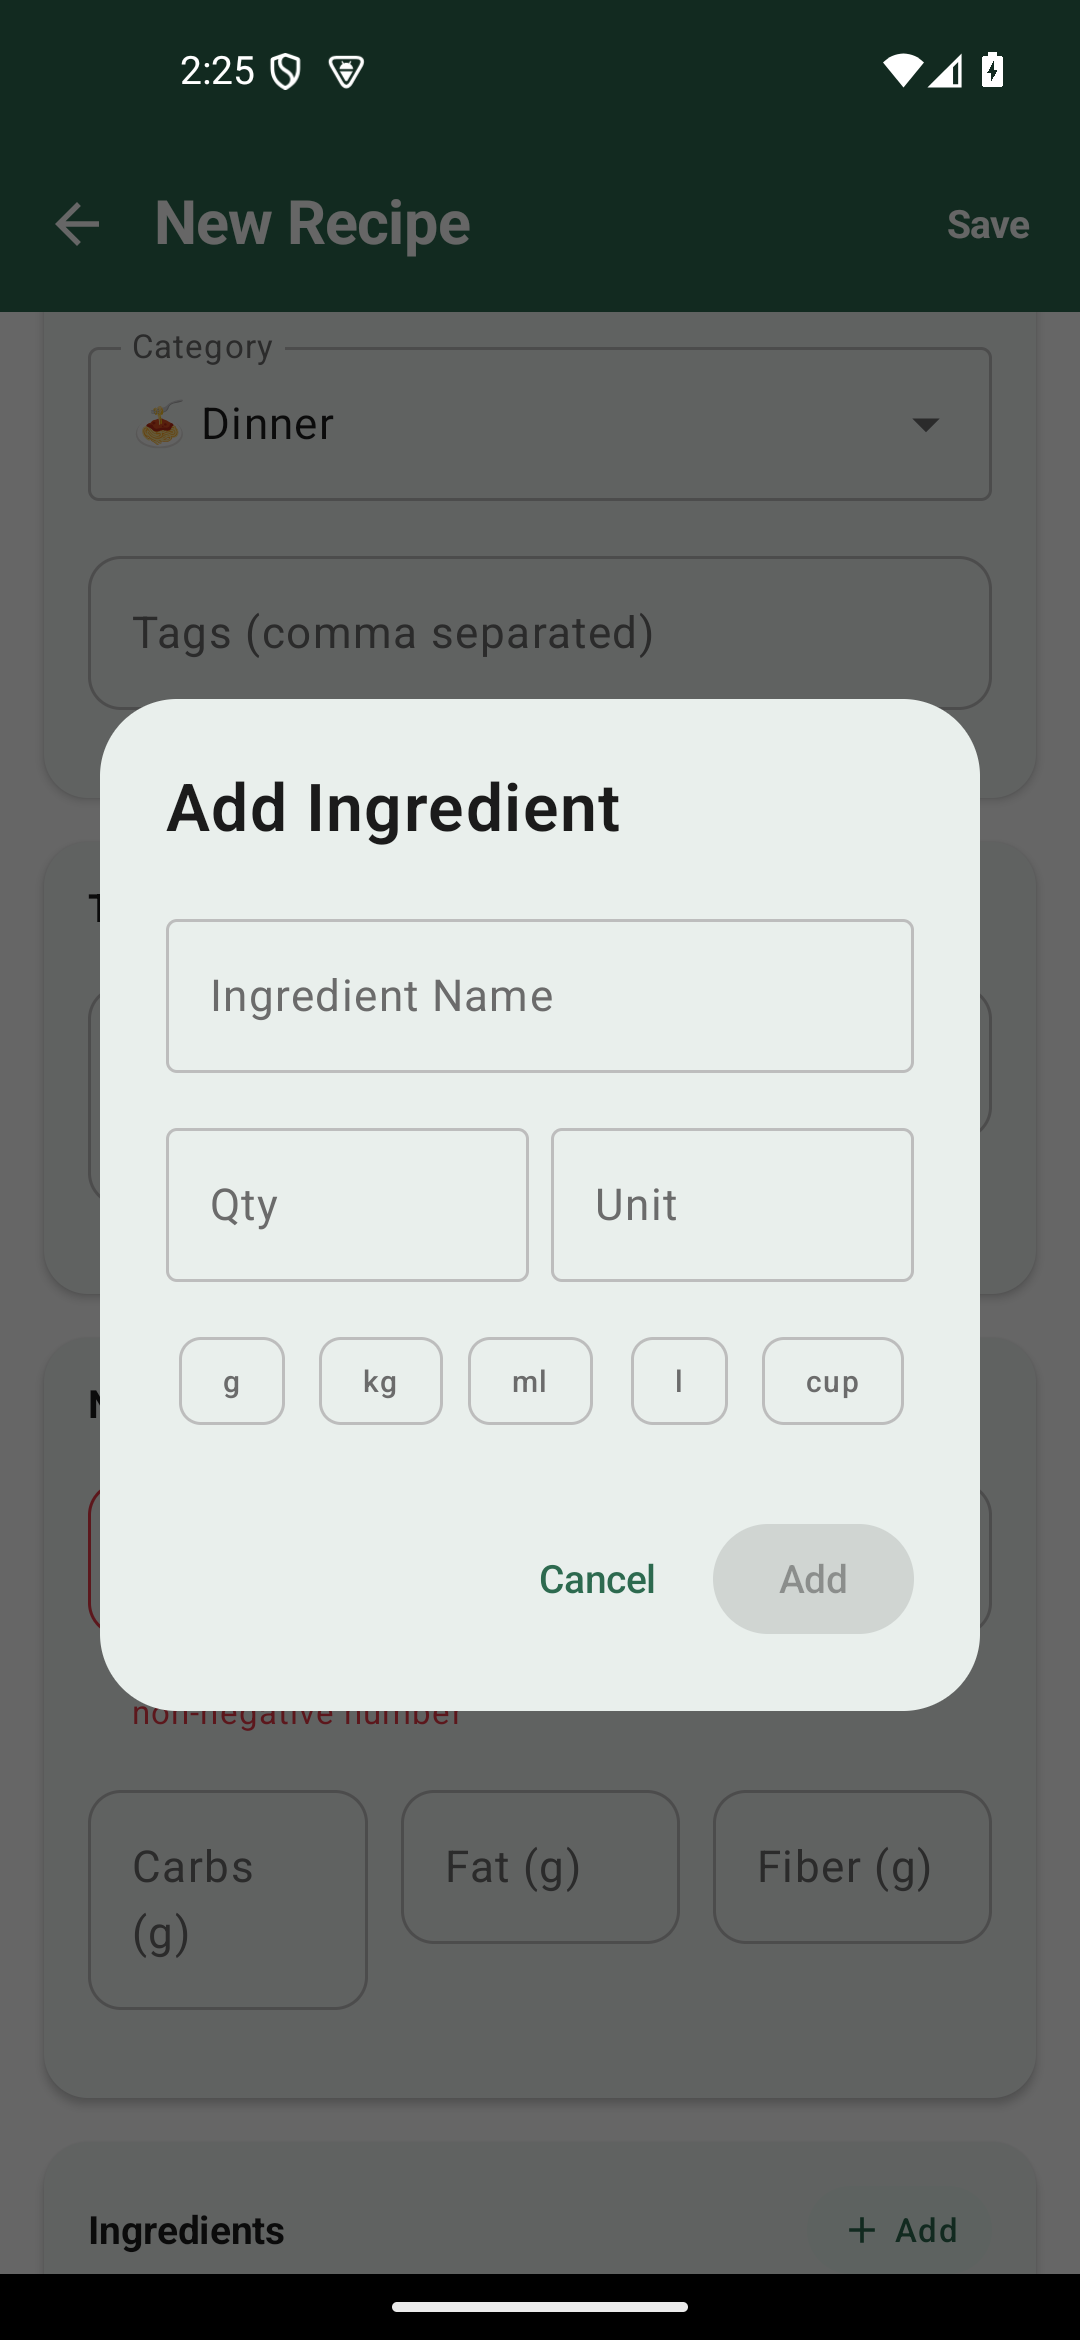 2:25
New Recipe
Save
Category
Dinner
Tags (comma separated)
Add Ingredient
Ingredient Name
Qty
Unit
g
kg
ml
l
cup
Cancel
Add
non-negative number
Carbs
(g)
Fat (g)
Fiber (g)
Ingredients
+ Add